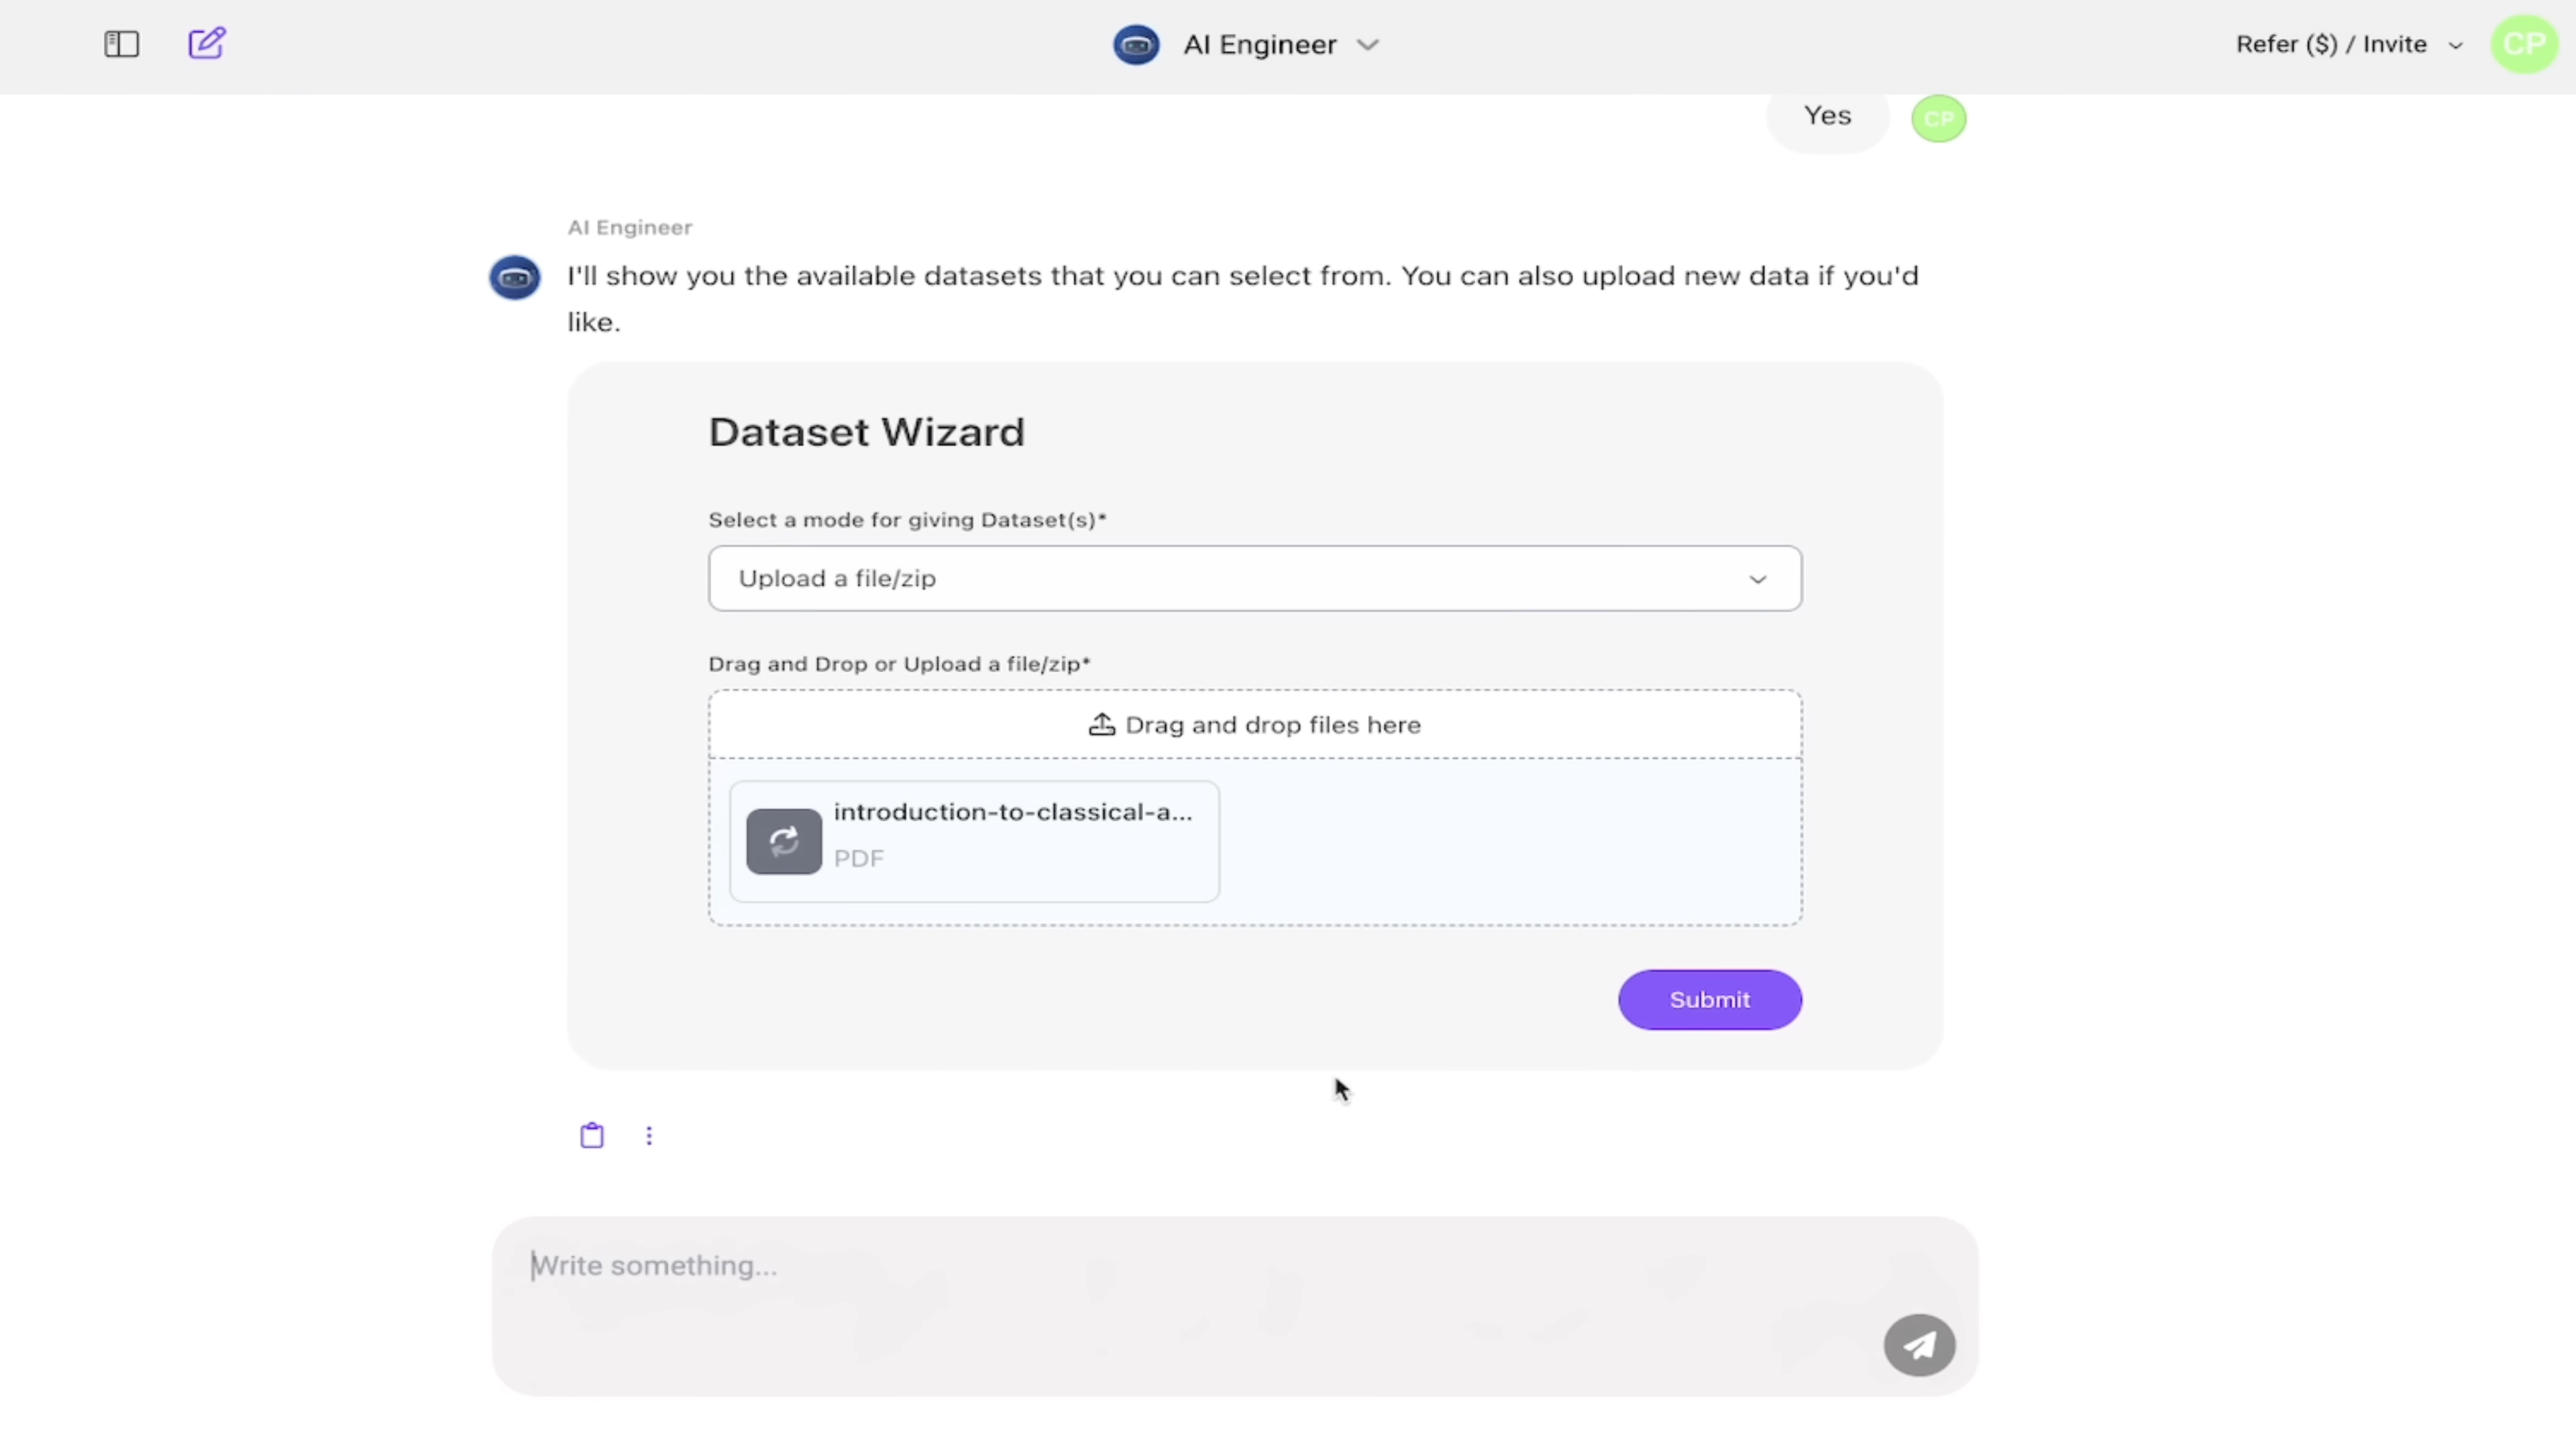 AI Engineer
Refer ($) / Invite
CP
Yes
CP
AI Engineer
I'll show you the available datasets that you can select from. You can also upload new data if you'd
like.
Dataset Wizard
Select a mode for giving Dataset(s)*
Upload a file/zip
Drag and Drop or Upload a file/zip*
Drag and drop files here
introduction-to-classical-a...
PDF
Submit
Write something...